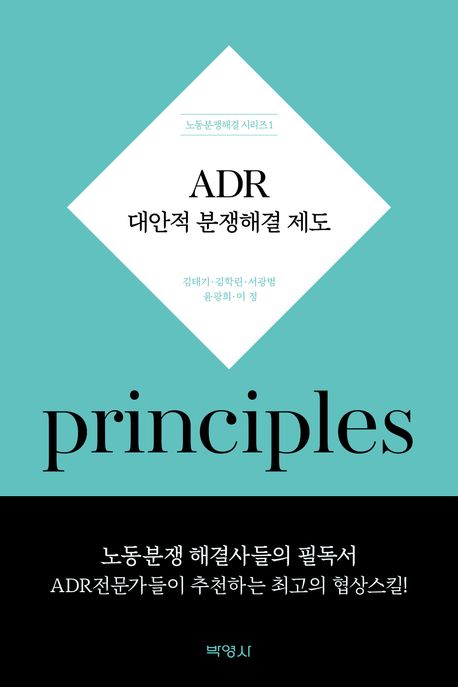 노동분쟁해결 시리즈 1
ADR
대안적 분쟁해결 제도
김태기·김학린·서광범
윤광희·이 정
principles
노동분쟁 해결사들의 필독서
ADR전문가들이 추천하는 최고의 협상스킬!
박영사